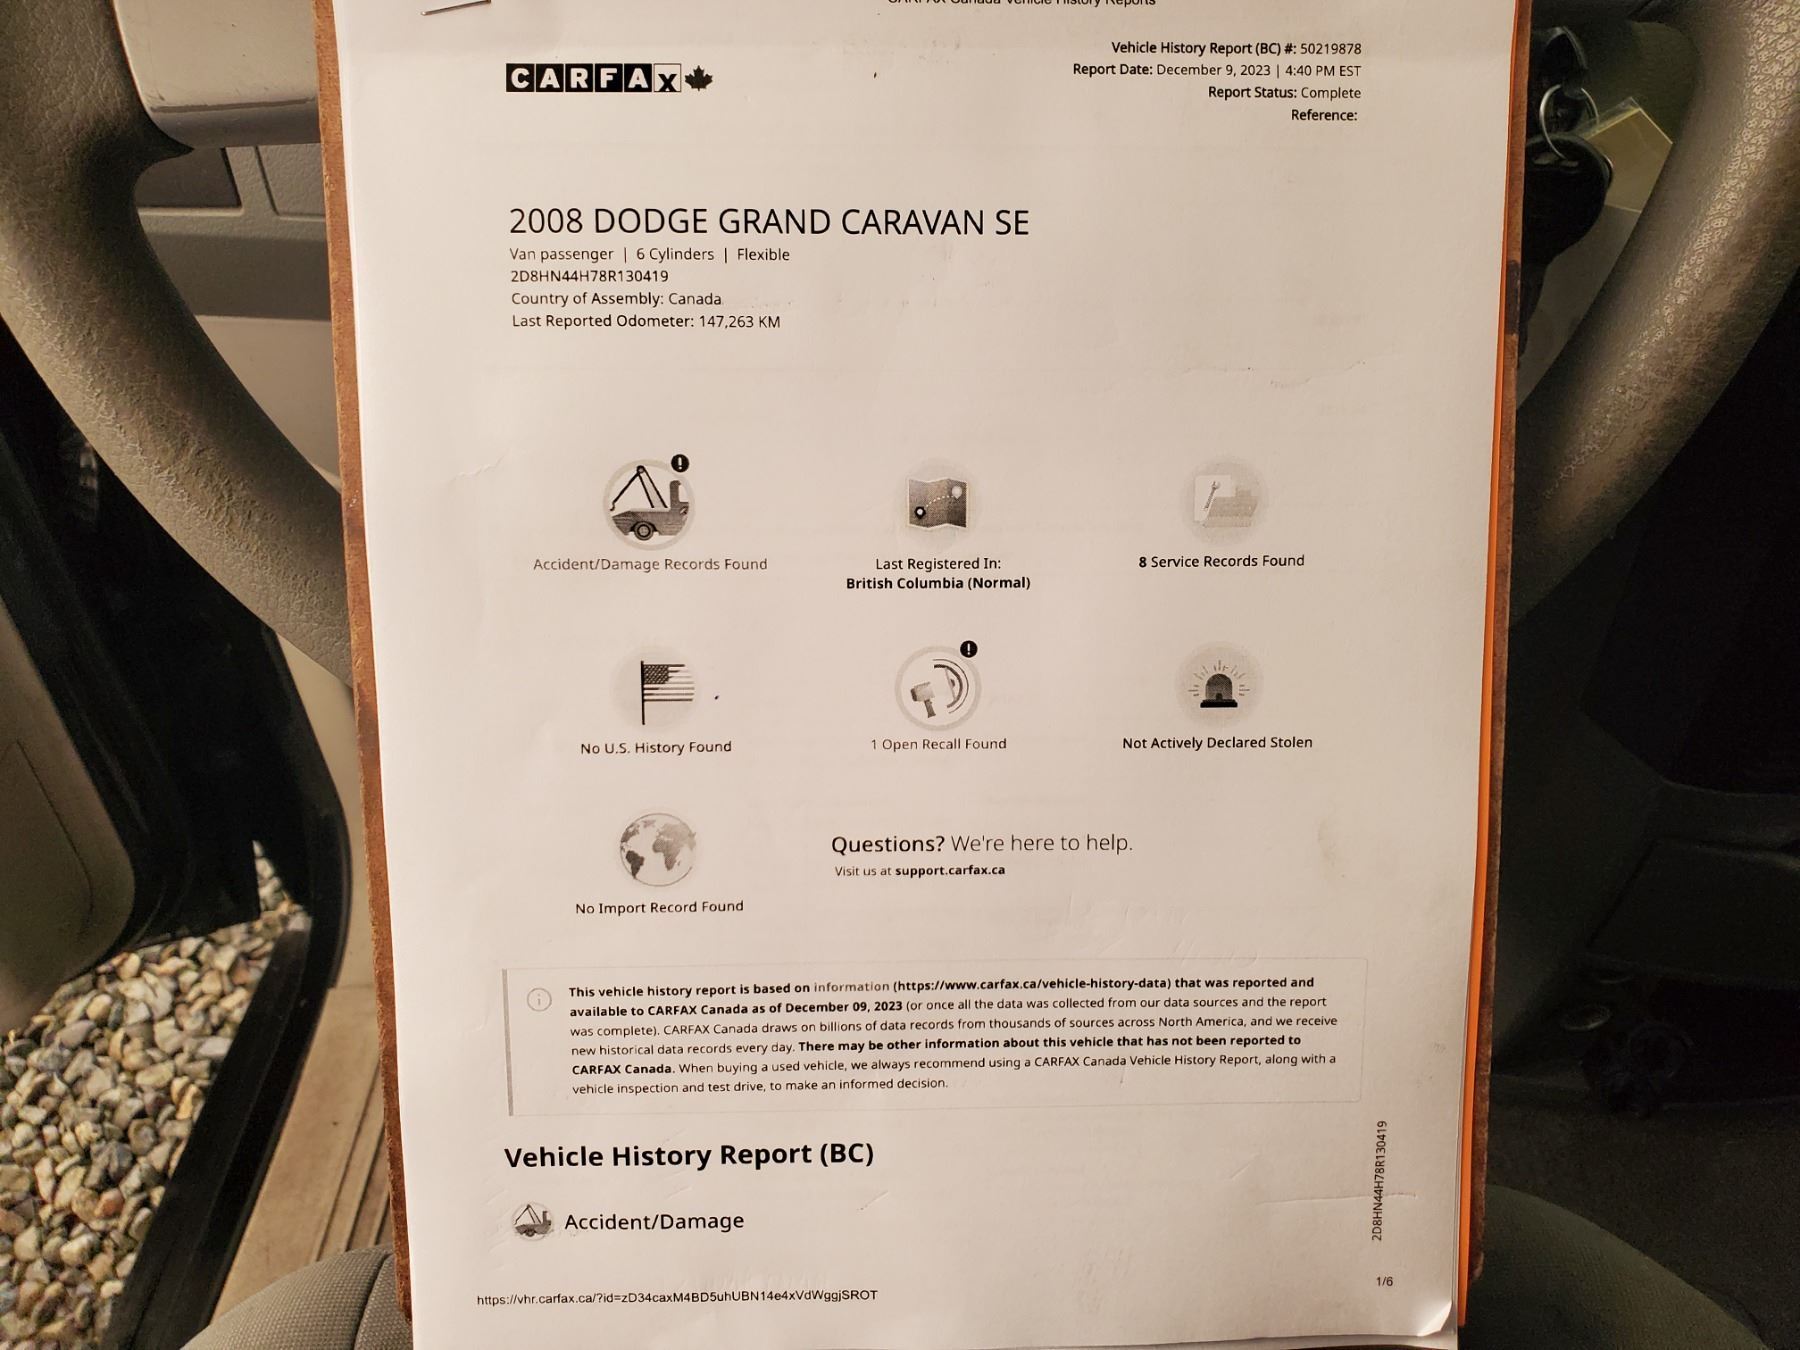 CARFAX Canada Vehicle History Reports
CARFAX
Vehicle History Report (BC) #: 50219878
Report Date: December 9, 2023 | 4:40 PM EST
Report Status: Complete
Reference:
2008 DODGE GRAND CARAVAN SE
Van passenger | 6 Cylinders | Flexible
2D8HN44H78R130419
Country of Assembly: Canada
Last Reported Odometer: 147,263 KM
Accident/Damage Records Found
Last Registered In:
British Columbia (Normal)
8 Service Records Found
No U.S. History Found
1 Open Recall Found
Not Actively Declared Stolen
No Import Record Found
Questions? We're here to help.
Visit us at support.carfax.ca
This vehicle history report is based on information (https://www.carfax.ca/vehicle-history-data) that was reported and
available to CARFAX Canada as of December 09, 2023 (or once all the data was collected from our data sources and the report
was complete). CARFAX Canada draws on billions of data records from thousands of sources across North America, and we receive
new historical data records every day. There may be other information about this vehicle that has not been reported to
CARFAX Canada. When buying a used vehicle, we always recommend using a CARFAX Canada Vehicle History Report, along with a
vehicle inspection and test drive, to make an informed decision.
Vehicle History Report (BC)
Accident/Damage
2D8HN44H78R130419
1/6
https://vhr.carfax.ca/?id=zD34caxM4BD5uhUBN14e4xVdWggjSROT